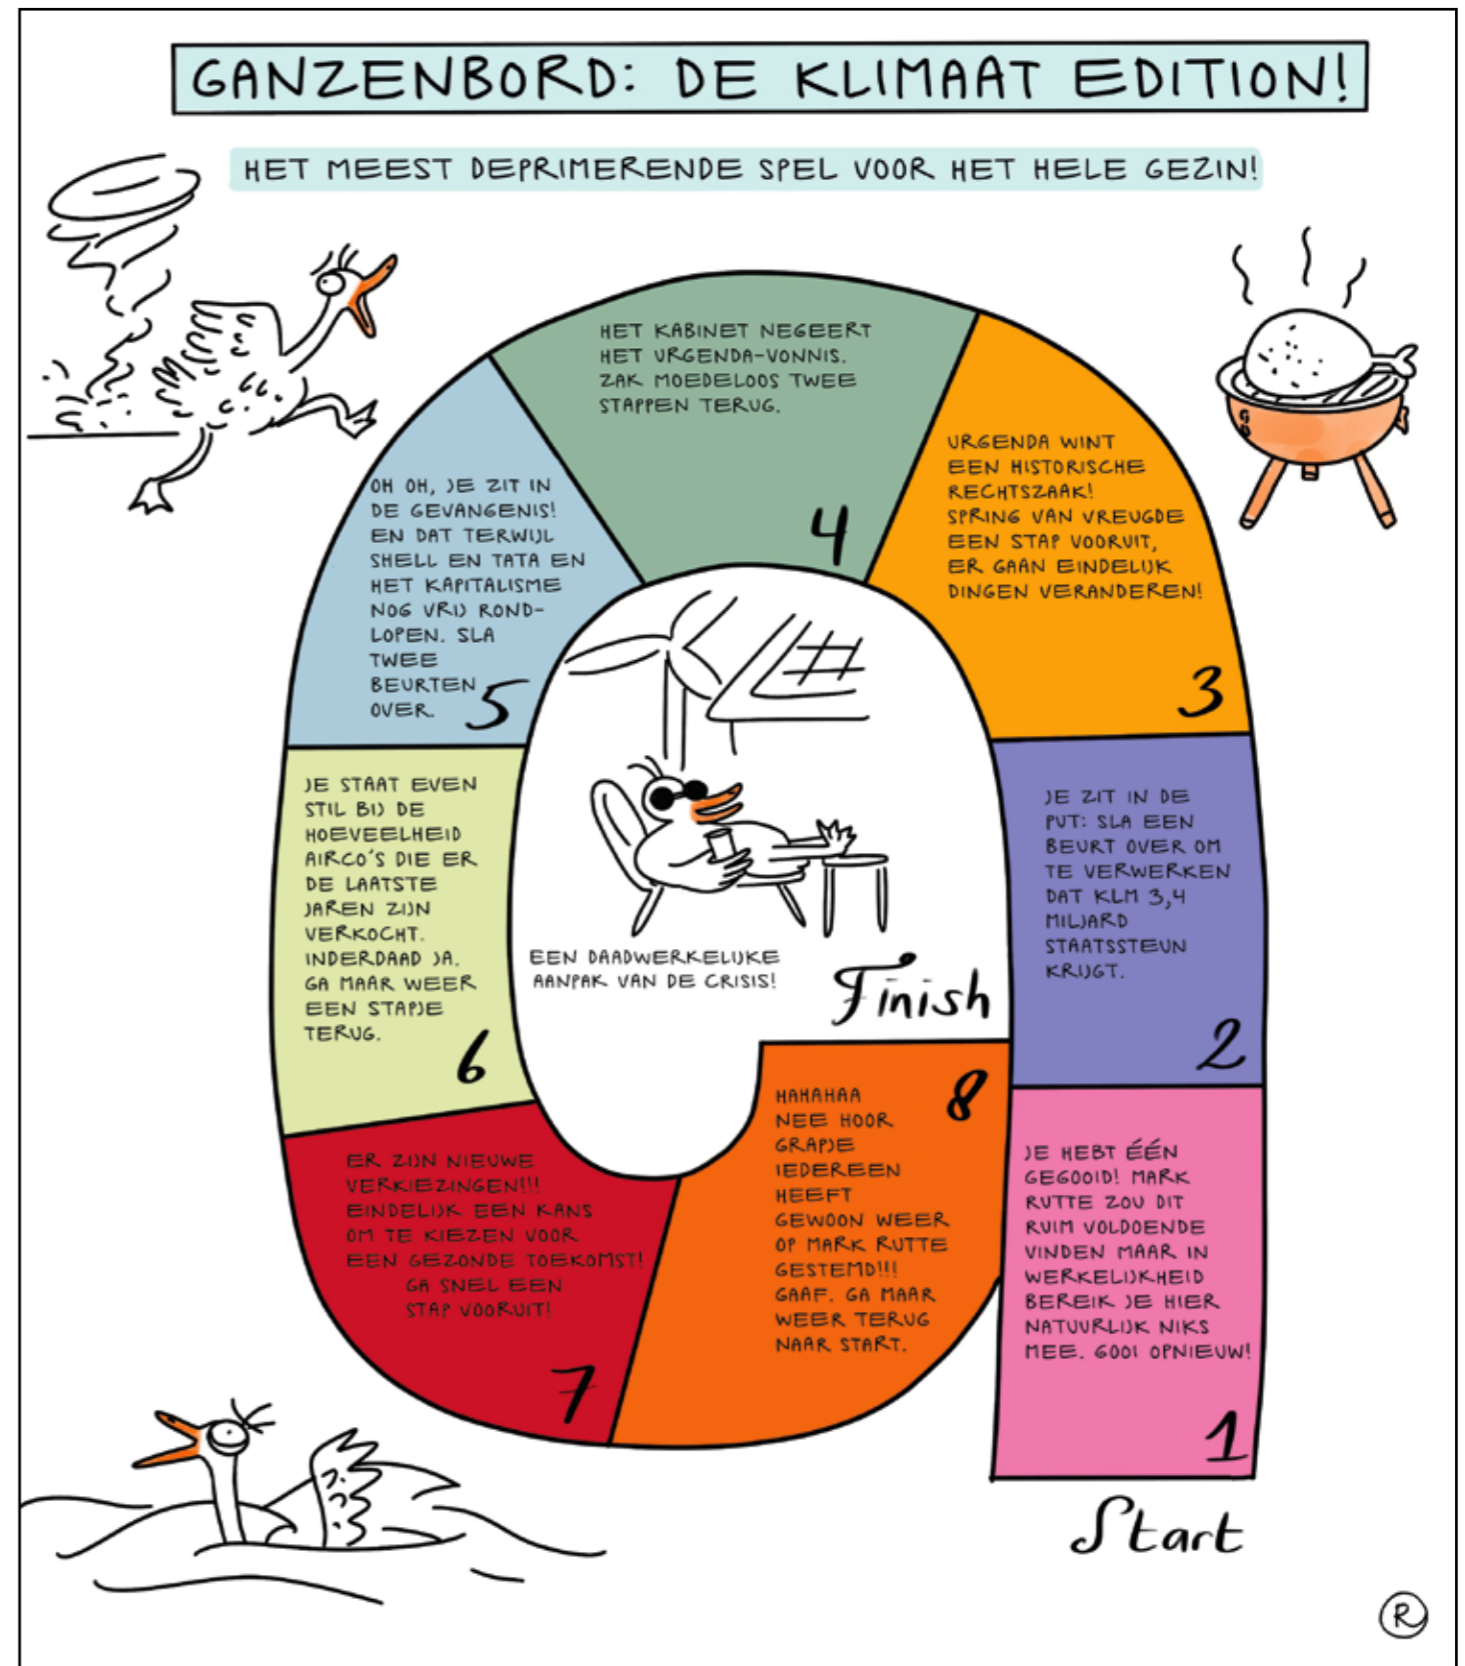 GANZENBORD: DE KLIMAAT EDITION!
HET MEEST DEPRIMERENDE SPEL VOOR HET HELE GEZIN!
Start
JE HEBT ÉÉN
GEGOOID! MARK
RUTTE ZOU DIT
RUIM VOLDOENDE
VINDEN MAAR IN
WERKELIJKHEID
BEREIK JE HIER
NATUURLIJK NIKS
MEE. GOOI OPNIEUW!
1
JE ZIT IN DE
PUT: SLA EEN
BEURT OVER OM
TE VERWERKEN
DAT KLM 3,4
MILJARD
STAATSSTEUN
KRIJGT.
2
URGENDA WINT
EEN HISTORISCHE
RECHTSZAAK!
SPRING VAN VREUGDE
EEN STAP VOORUIT,
ER GAAN EINDELIJK
DINGEN VERANDEREN!
3
HET KABINET NEGEERT
HET URGENDA-VONNIS.
ZAK MOEDELOOS TWEE
STAPPEN TERUG.
4
OH OH, JE ZIT IN
DE GEVANGENIS!
EN DAT TERWIJL
SHELL EN TATA EN
HET KAPITALISME
NOG VRIJ ROND-
LOPEN. SLA
TWEE
BEURTEN
OVER.
5
JE STAAT EVEN
STIL BIJ DE
HOEVEELHEID
AIRCO'S DIE ER
DE LAATSTE
JAREN ZIJN
VERKOCHT.
INDERDAAD JA.
GA MAAR WEER
EEN STAPJE
TERUG.
6
ER ZIJN NIEUWE
VERKIEZINGEN!!!
EINDELIJK EEN KANS
OM TE KIEZEN VOOR
EEN GEZONDE TOEKOMST!
GA SNEL EEN
STAP VOORUIT!
7
HAHAHAA
NEE HOOR
GRAPJE
IEDEREEN
HEEFT
GEWOON WEER
OP MARK RUTTE
GESTEMD!!!
GAAF. GA MAAR
WEER TERUG
NAAR START.
8
EEN DAADWERKELIJKE
AANPAK VAN DE CRISIS!
Finish
R